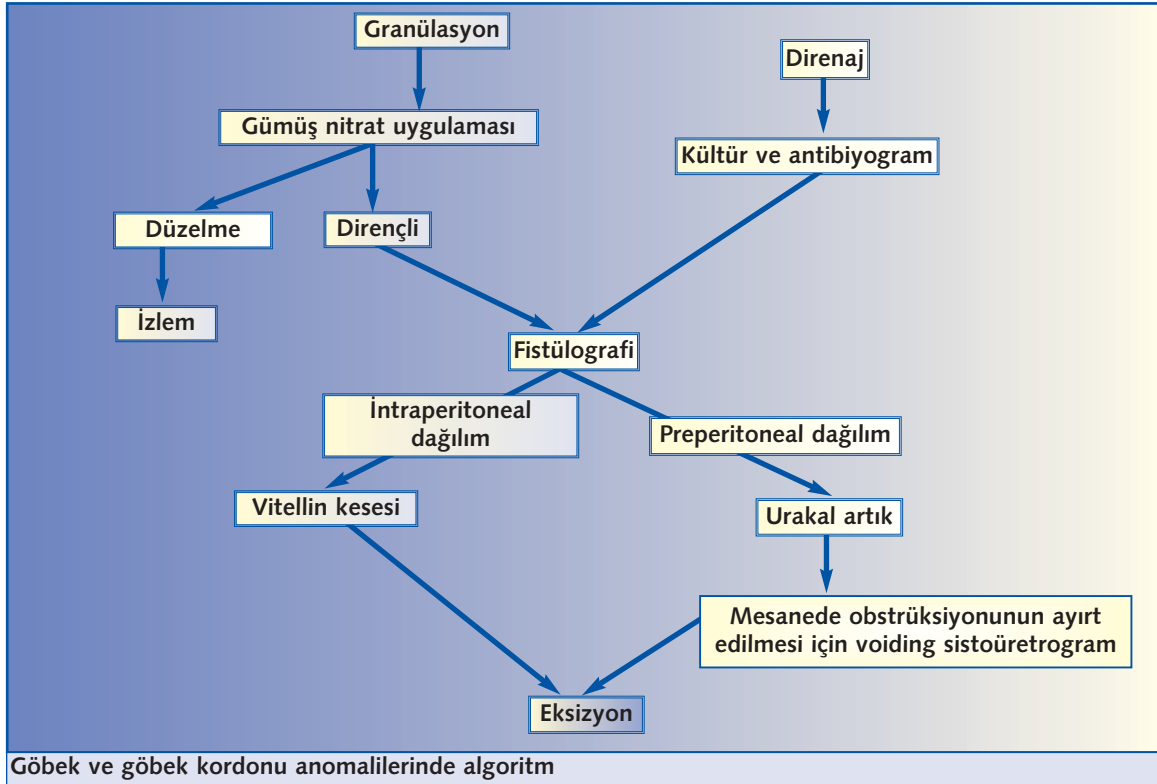 Granülasyon
Direnaj
Gümüş nitrat uygulaması
Kültür ve antibiyogram
Düzelme
Dirençli
İzlem
Fistülografi
İntraperitoneal
dağılım
Preperitoneal dağılım
Vitellin kesesi
Urakal artık
Mesanede obstrüksiyonunun ayırt
edilmesi için voiding sistoüretrogram
Eksizyon
Göbek ve göbek kordonu anomalilerinde algoritm